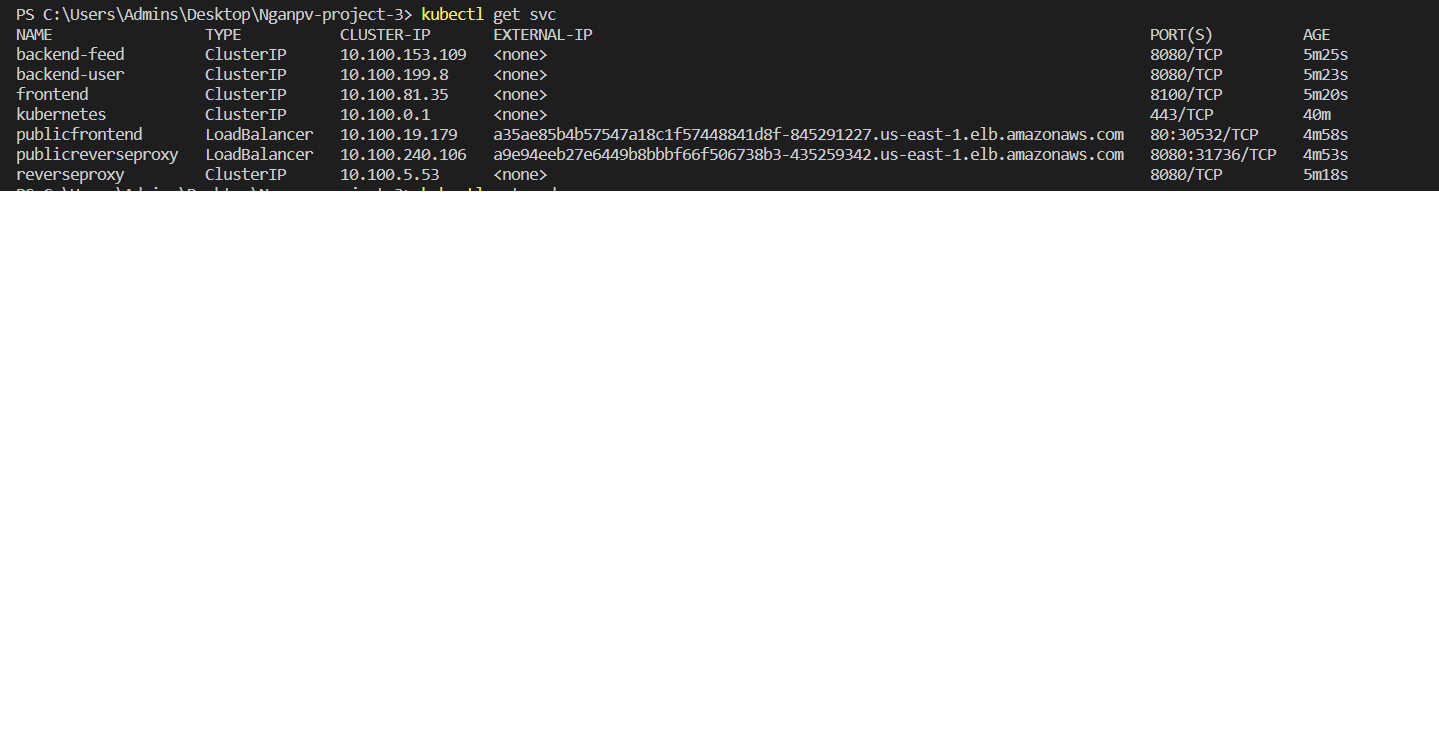 PS C:\Users\Admins\Desktop\Nganpv-project-3> kubectl get svc
NAME TYPE CLUSTER-IP EXTERNAL-IP PORT(S) AGE
backend-feed ClusterIP 10.100.153.109 <none> 8080/TCP 5m25s
backend-user ClusterIP 10.100.199.8 <none> 8080/TCP 5m23s
frontend ClusterIP 10.100.81.35 <none> 8100/TCP 5m20s
kubernetes ClusterIP 10.100.0.1 <none> 443/TCP 40m
publicfrontend LoadBalancer 10.100.19.179 a35ae85b4b57547a18c1f57448841d8f-845291227.us-east-1.elb.amazonaws.com 80:30532/TCP 4m58s
publicreverseproxy LoadBalancer 10.100.240.106 a9e94eeb27e6449b8bbbf66f506738b3-435259342.us-east-1.elb.amazonaws.com 8080:31736/TCP 4m53s
reverseproxy ClusterIP 10.100.5.53 <none> 8080/TCP 5m18s